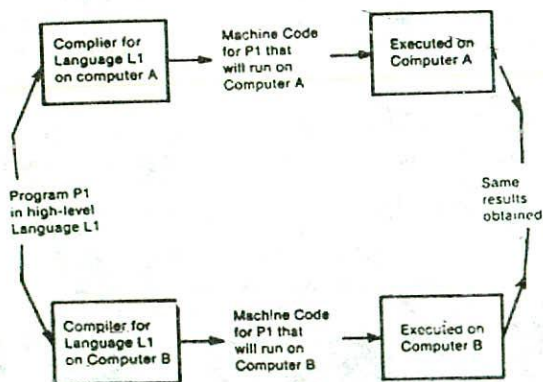 Complier for
Language L1
on computer A
Machine Code
for P1 that
will run on
Computer A
Executed on
Computer A
Program P1
in high-level
Language L1
Same
results
obtained
Compiler for
Language L1
on Computer B
Machine Code
for P1 that
will run on
Computer B
Executed on
Computer B